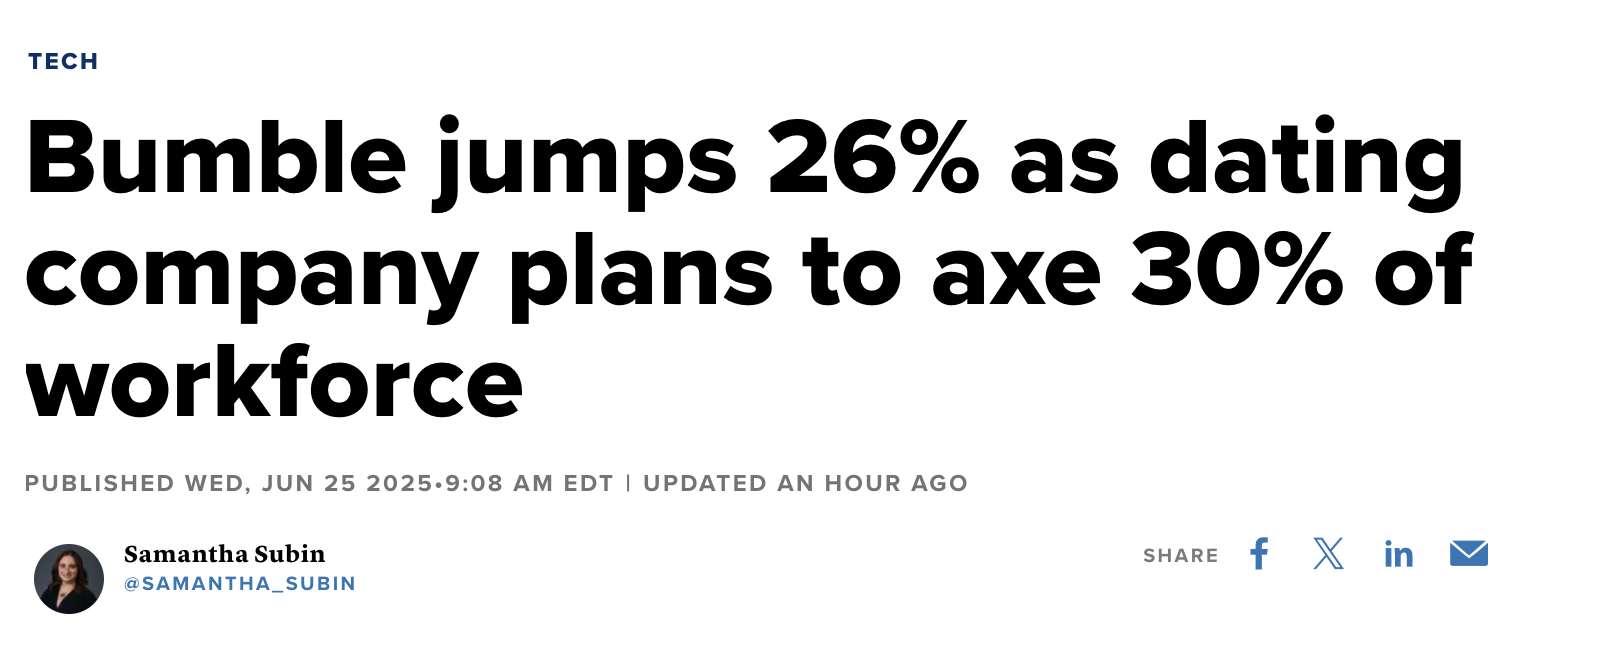 TECH
Bumble jumps 26% as dating
company plans to axe 30% of
workforce
PUBLISHED WED, JUN 25 2025•9:08 AM EDT | UPDATED AN HOUR AGO
Samantha Subin
@SAMANTHA_SUBIN
SHARE